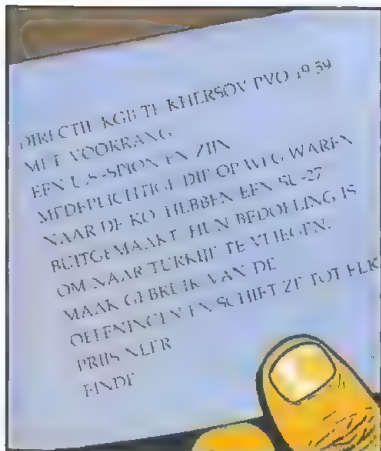 DIRECTIE KGB TE KHERSOV PVO 19.59
MET VOORRANG
EEN U.S-SPION EN ZIJN
MEDEPLICHTIGE DIE OP WEG WAREN
NAAR DE KO. HEBBEN EEN SU-27
BUITGEMAAKT. HUN BEDOELING IS
OM NAAR TURKIJE TE VLIEGEN.
MAAK GEBRUIK VAN DE
OEFENINGEN EN SCHIET ZE TOT ELKE
PRIJS NEER
EINDE